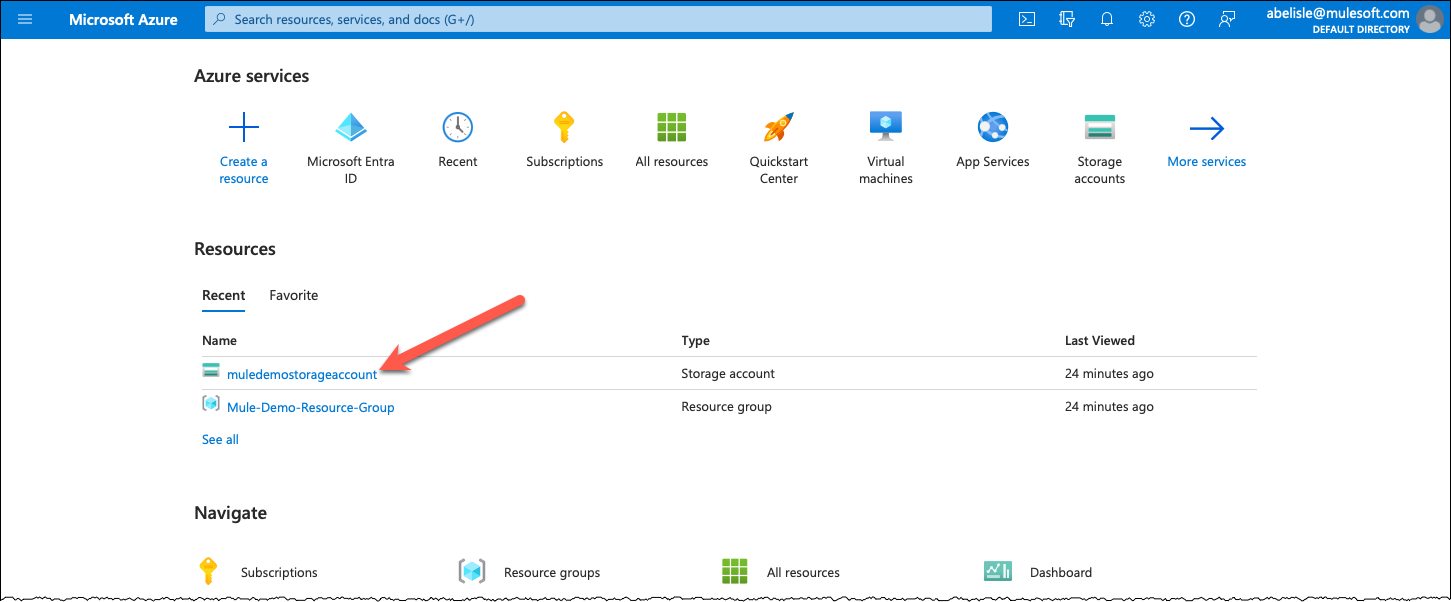 Microsoft Azure
Search resources, services, and docs (G+/)
abelisle@mulesoft.com
DEFAULT DIRECTORY
Azure services
Create a
resource
Microsoft Entra
ID
Recent
Subscriptions
All resources
Quickstart
Center
Virtual
machines
App Services
Storage
accounts
More services
Resources
Recent
Favorite
Name
Type
Last Viewed
muledemostorageaccount
Storage account
24 minutes ago
Mule-Demo-Resource-Group
Resource group
24 minutes ago
See all
Navigate
Subscriptions
Resource groups
All resources
Dashboard